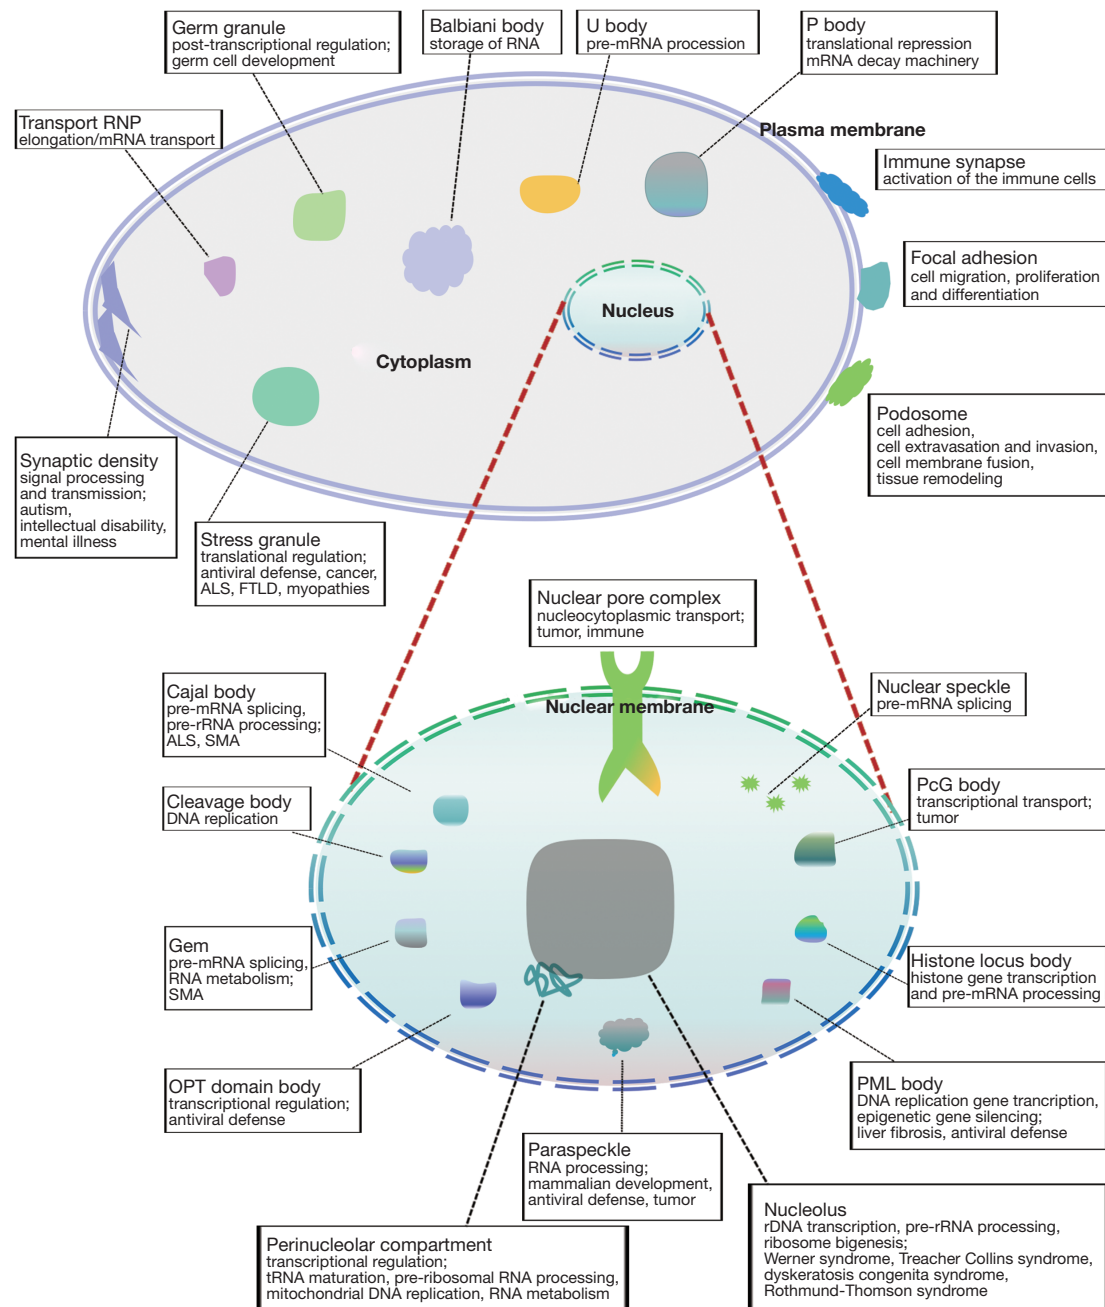 Germ granule
post-transcriptional regulation;
germ cell development
Balbiani body
storage of RNA
U body
pre-mRNA procession
P body
translational repression
mRNA decay machinery
Transport RNP
elongation/mRNA transport
Plasma membrane
Immune synapse
activation of the immune cells
Focal adhesion
cell migration, proliferation
and differentiation
Nucleus
Cytoplasm
Podosome
cell adhesion,
cell extravasation and invasion,
cell membrane fusion,
tissue remodeling
Synaptic density
signal processing
and transmission;
autism,
intellectual disability,
mental illness
Stress granule
translational regulation;
antiviral defense, cancer,
ALS, FTLD, myopathies
Nuclear pore complex
nucleocytoplasmic transport;
tumor, immune
Cajal body
pre-mRNA splicing,
pre-rRNA processing;
ALS, SMA
Nuclear membrane
Nuclear speckle
pre-mRNA splicing
Cleavage body
DNA replication
PcG body
transcriptional transport;
tumor
Gem
pre-mRNA splicing,
RNA metabolism;
SMA
Histone locus body
histone gene transcription
and pre-mRNA processing
OPT domain body
transcriptional regulation;
antiviral defense
PML body
DNA replication gene trancription,
epigenetic gene silencing;
liver fibrosis, antiviral defense
Paraspeckle
RNA processing;
mammalian development,
antiviral defense, tumor
Nucleolus
rDNA transcription, pre-rRNA processing,
ribosome bigenesis;
Werner syndrome, Treacher Collins syndrome,
dyskeratosis congenita syndrome,
Rothmund-Thomson syndrome
Perinucleolar compartment
transcriptional regulation;
tRNA maturation, pre-ribosomal RNA processing,
mitochondrial DNA replication, RNA metabolism